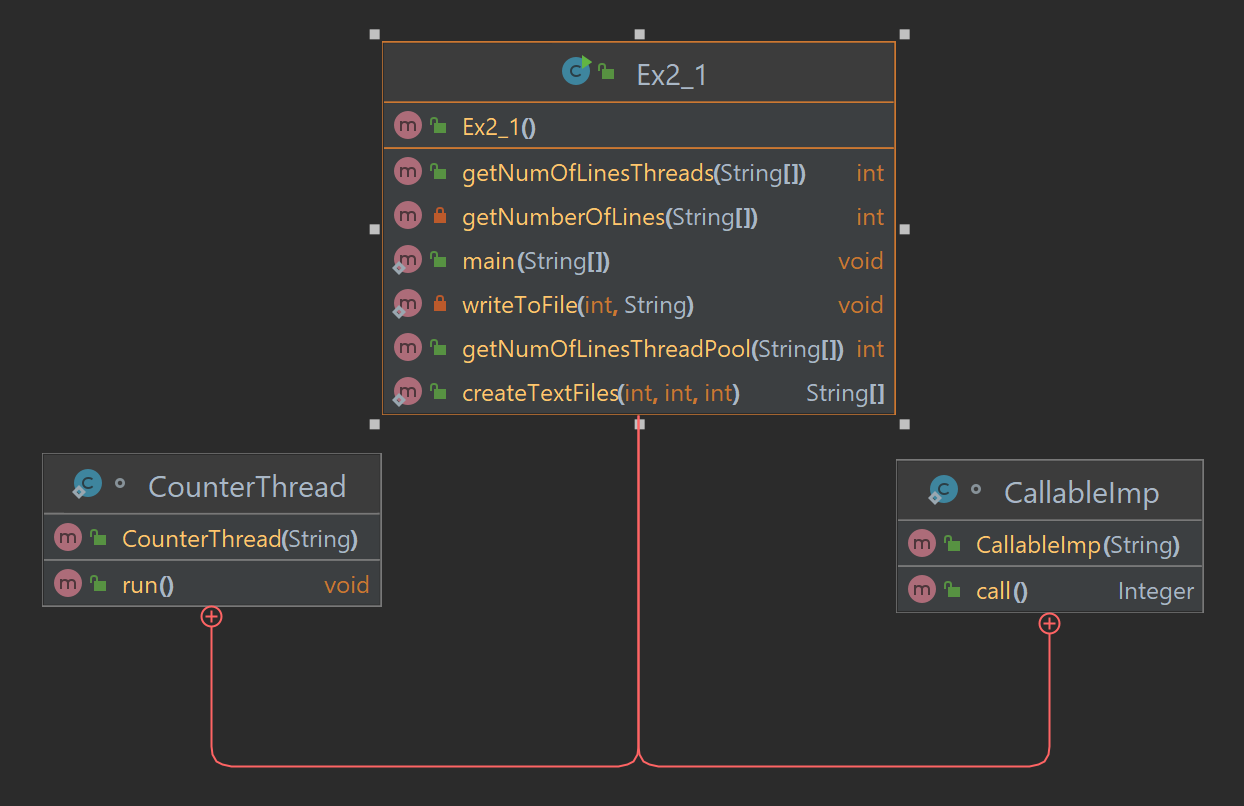 Ex2_1
Ex2_1()
getNumOfLinesThreads(String[]) int
getNumberOfLines(String[]) int
main(String[]) void
writeToFile(int, String) void
getNumOfLinesThreadPool(String[]) int
createTextFiles(int, int, int) String[]
CounterThread
CounterThread(String)
run() void
CallableImp
CallableImp(String)
call() Integer